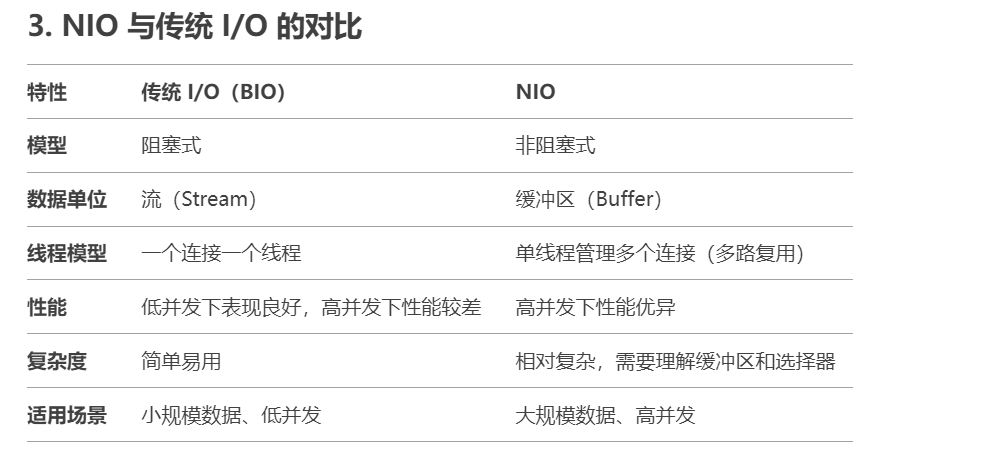 3. NIO 与传统 I/O 的对比
特性 传统 I/O（BIO） NIO
模型 阻塞式 非阻塞式
数据单位 流（Stream） 缓冲区（Buffer）
线程模型 一个连接一个线程 单线程管理多个连接（多路复用）
性能 低并发下表现良好，高并发下性能较差 高并发下性能优异
复杂度 简单易用 相对复杂，需要理解缓冲区和选择器
适用场景 小规模数据、低并发 大规模数据、高并发